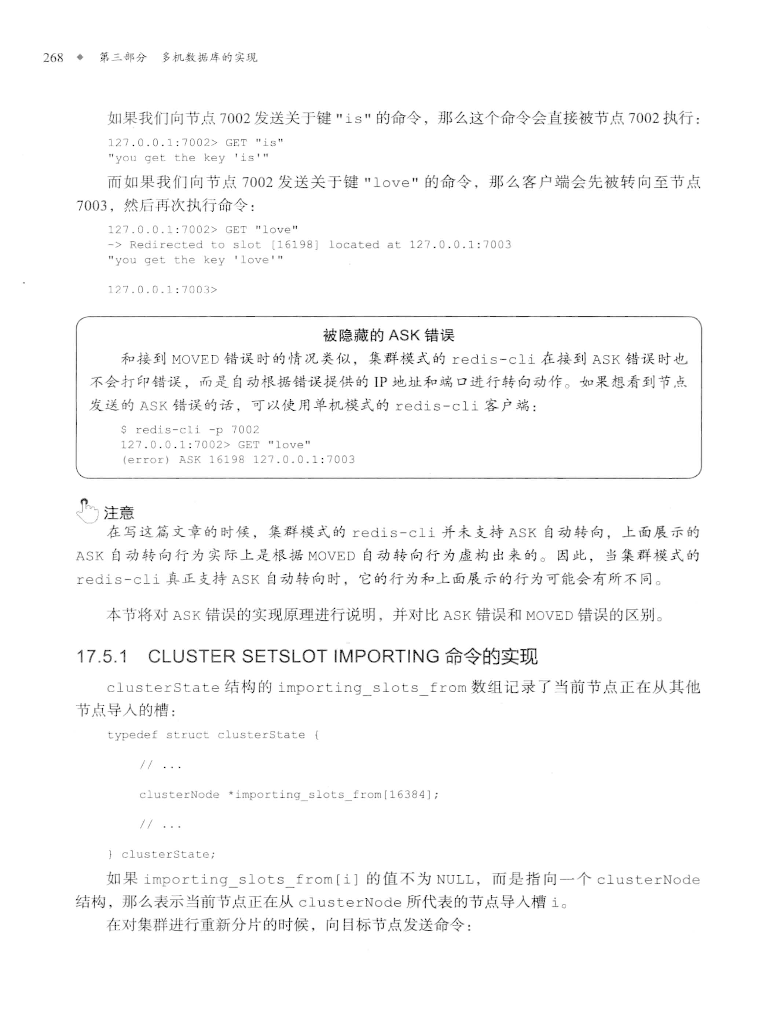 268 ◆ 第三部分 多机数据库的实现
如果我们向节点 7002 发送关于键 "is" 的命令，那么这个命令会直接被节点 7002 执行：
127.0.0.1:7002> GET "is"
"you get the key 'is'"
而如果我们向节点 7002 发送关于键 "love" 的命令，那么客户端会先被转向至节点
7003，然后再次执行命令：
127.0.0.1:7002> GET "love"
-> Redirected to slot [16198] located at 127.0.0.1:7003
"you get the key 'love'"
127.0.0.1:7003>
被隐藏的 ASK 错误
和接到 MOVED 错误时的情况类似，集群模式的 redis-cli 在接到 ASK 错误时也
不会打印错误，而是自动根据错误提供的 IP 地址和端口进行转向动作。如果想看到节点
发送的 ASK 错误的话，可以使用单机模式的 redis-cli 客户端：
$ redis-cli -p 7002
127.0.0.1:7002> GET "love"
(error) ASK 16198 127.0.0.1:7003
注意
在写这篇文章的时候，集群模式的 redis-cli 并未支持 ASK 自动转向，上面展示的
ASK 自动转向行为实际上是根据 MOVED 自动转向行为虚构出来的。因此，当集群模式的
redis-cli 真正支持 ASK 自动转向时，它的行为和上面展示的行为可能会有所不同。
本节将对 ASK 错误的实现原理进行说明，并对比 ASK 错误和 MOVED 错误的区别。
17.5.1 CLUSTER SETSLOT IMPORTING 命令的实现
clusterState 结构的 importing_slots_from 数组记录了当前节点正在从其他
节点导入的槽：
typedef struct clusterState {
// ...
clusterNode *importing_slots_from[16384];
// ...
} clusterState;
如果 importing_slots_from[i] 的值不为 NULL，而是指向一个 clusterNode
结构，那么表示当前节点正在从 clusterNode 所代表的节点导入槽 i。
在对集群进行重新分片的时候，向目标节点发送命令：